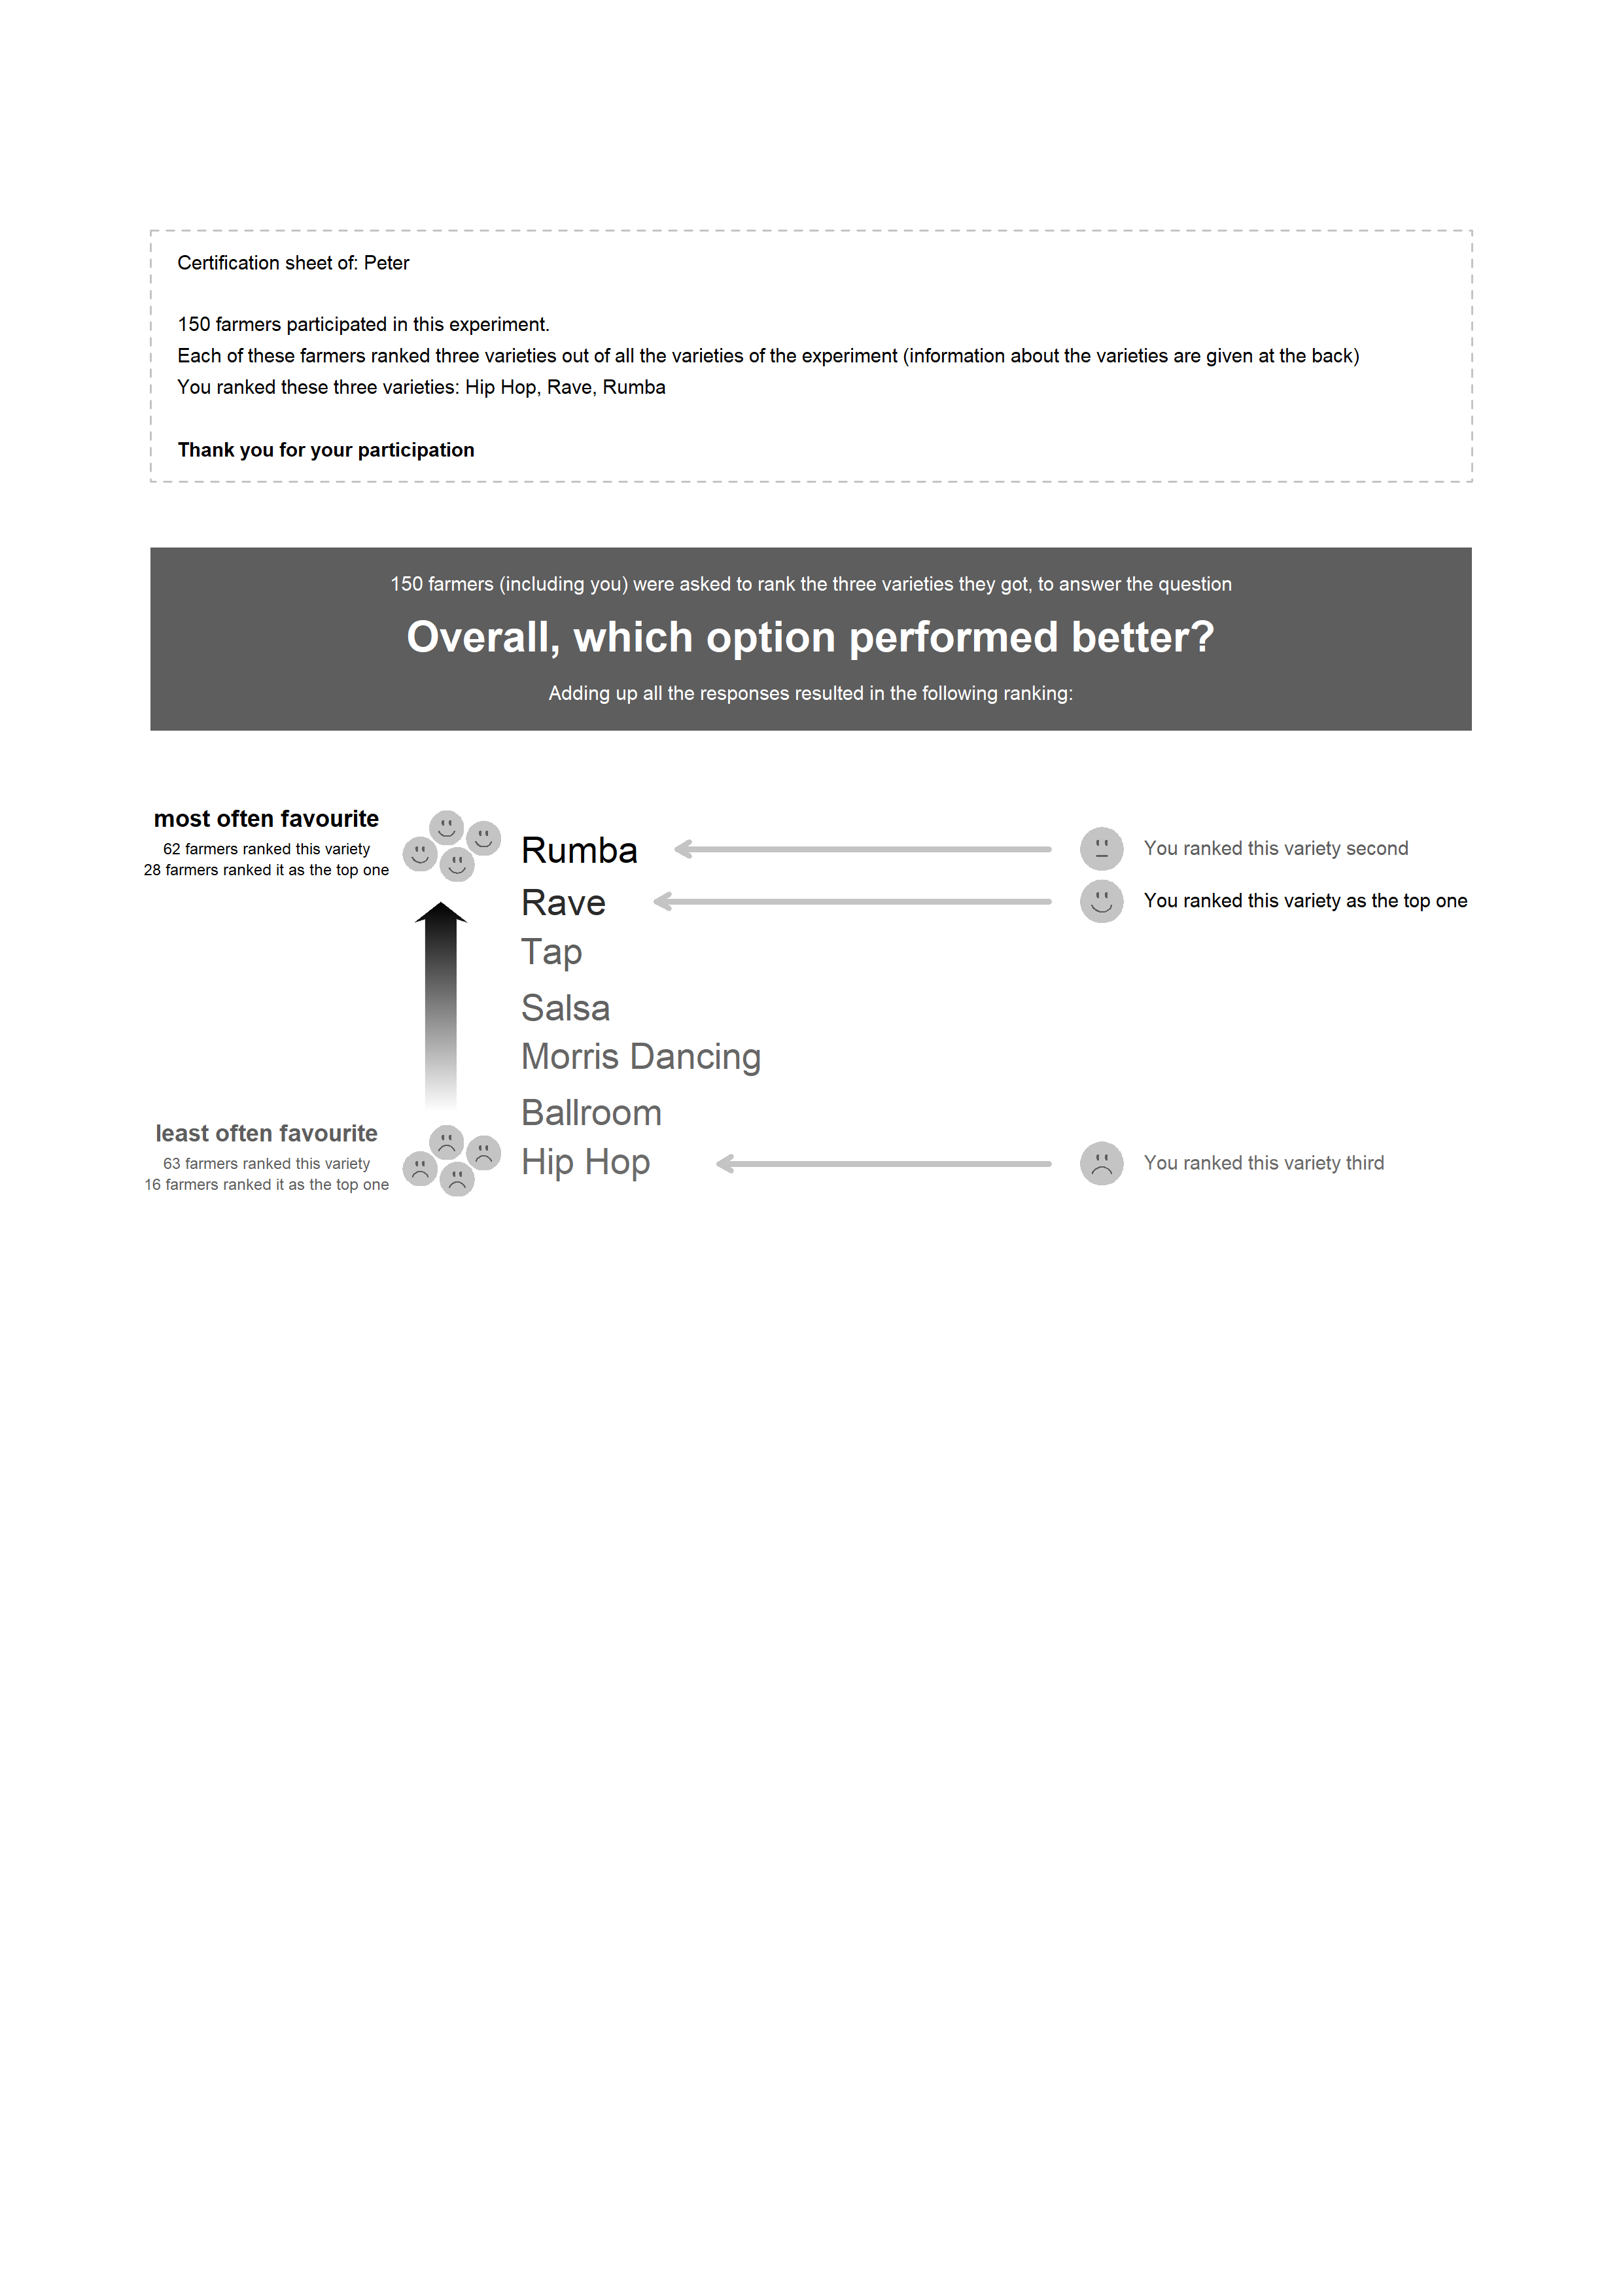 Certification sheet of: Peter
150 farmers participated in this experiment.
Each of these farmers ranked three varieties out of all the varieties of the experiment (information about the varieties are given at the back)
You ranked these three varieties: Hip Hop, Rave, Rumba
Thank you for your participation
150 farmers (including you) were asked to rank the three varieties they got, to answer the question
Overall, which option performed better?
Adding up all the responses resulted in the following ranking:
most often favourite
62 farmers ranked this variety
28 farmers ranked it as the top one
Rumba
You ranked this variety second
Rave
You ranked this variety as the top one
Tap
Salsa
Morris Dancing
Ballroom
least often favourite
63 farmers ranked this variety
16 farmers ranked it as the top one
Hip Hop
You ranked this variety third